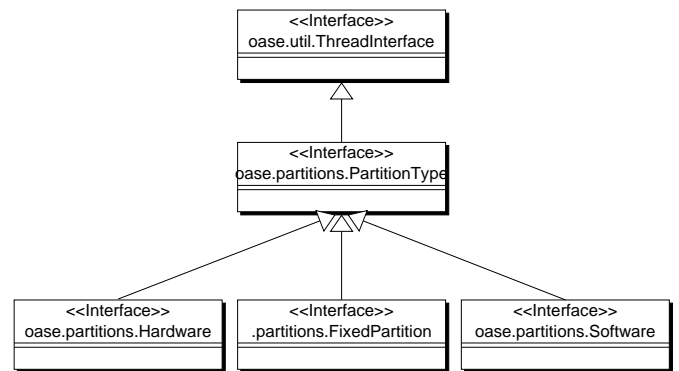 <<Interface>>
oase.util.ThreadInterface
<<Interface>>
oase.partitions.PartitionType
<<Interface>>
oase.partitions.Hardware
<<Interface>>
.partitions.FixedPartition
<<Interface>>
oase.partitions.Software